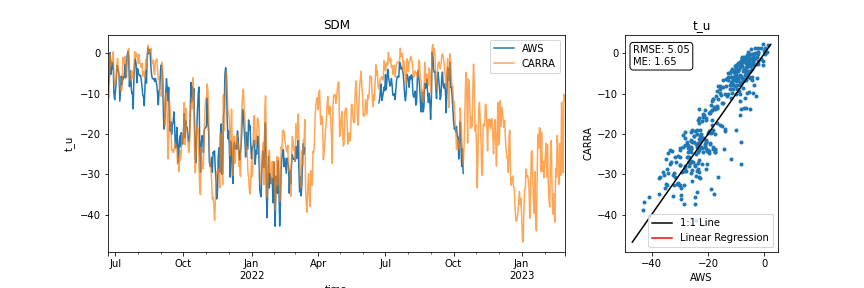 SDM
t_u
0
−10
−20
−30
−40
AWS
CARRA
Jul
Oct
Jan
2022
Apr
Jul
Oct
Jan
2023
time
t_u
RMSE: 5.05
ME: 1.65
CARRA
0
−10
−20
−30
−40
1:1 Line
Linear Regression
−40
−20
0
AWS